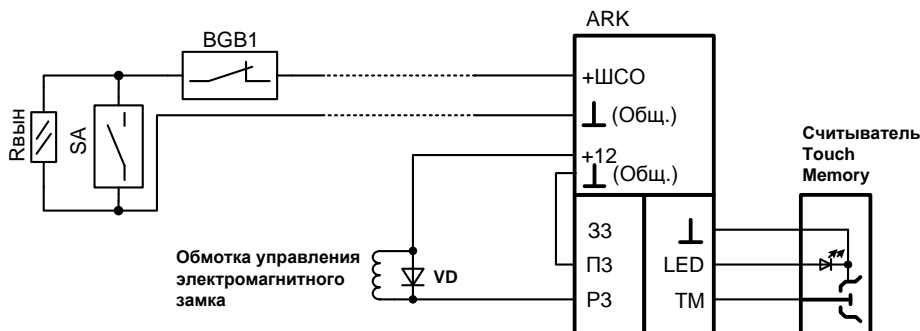 ARK
BGB1
+ШСО
(Общ.)
Rвын
SA
+12
(Общ.)
Считыватель
Touch
Memory
ЗЗ
ПЗ
РЗ
LED
TM
Обмотка управления
электромагнитного
замка
VD